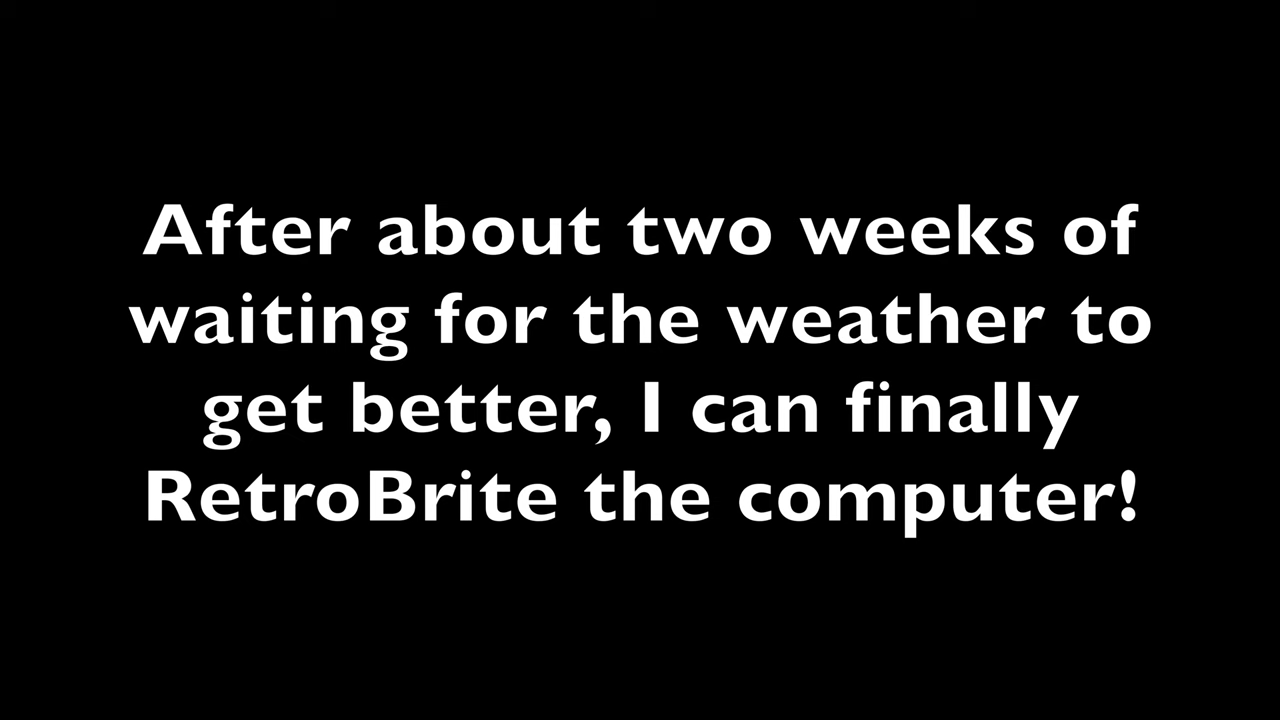 After about two weeks of
waiting for the weather to
get better, I can finally
RetroBrite the computer!